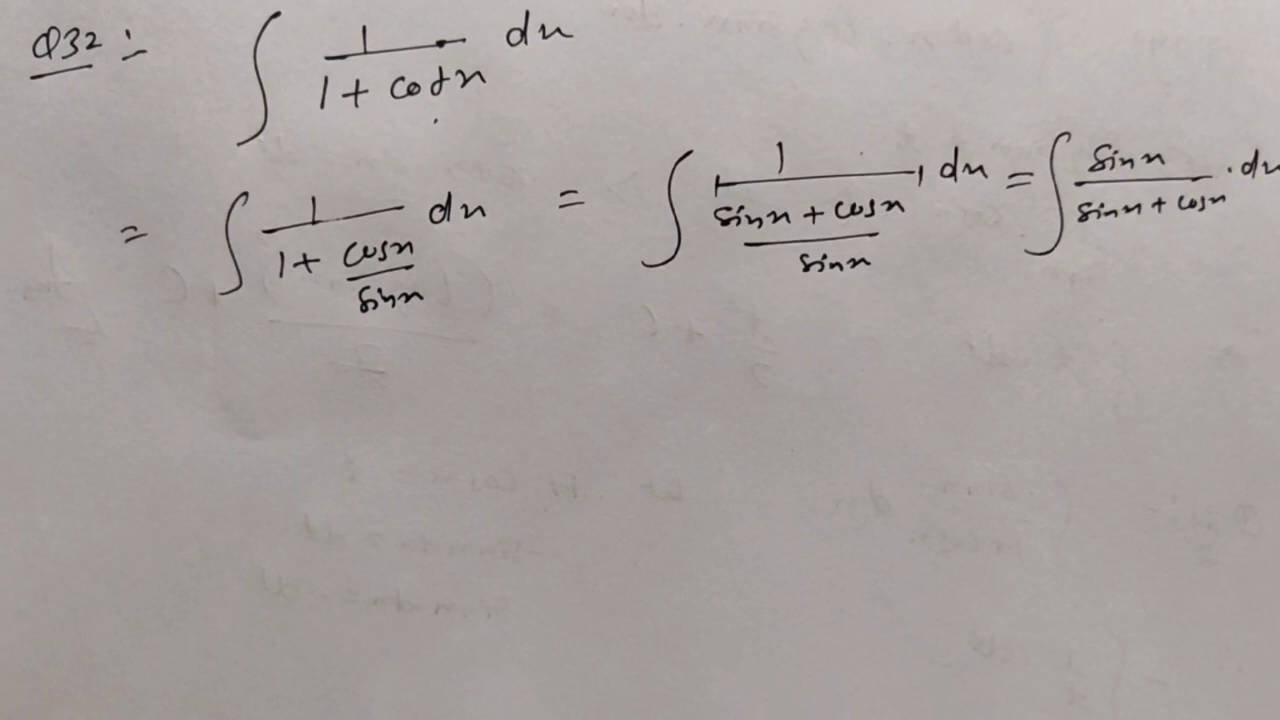 Q32 :- ∫ 1/(1 + cotx) dx
= ∫ 1/(1 + cosx/sinx) dx = ∫ 1/((sinx + cosx)/sinx) dx = ∫ sinx/(sinx + cosx) . dx